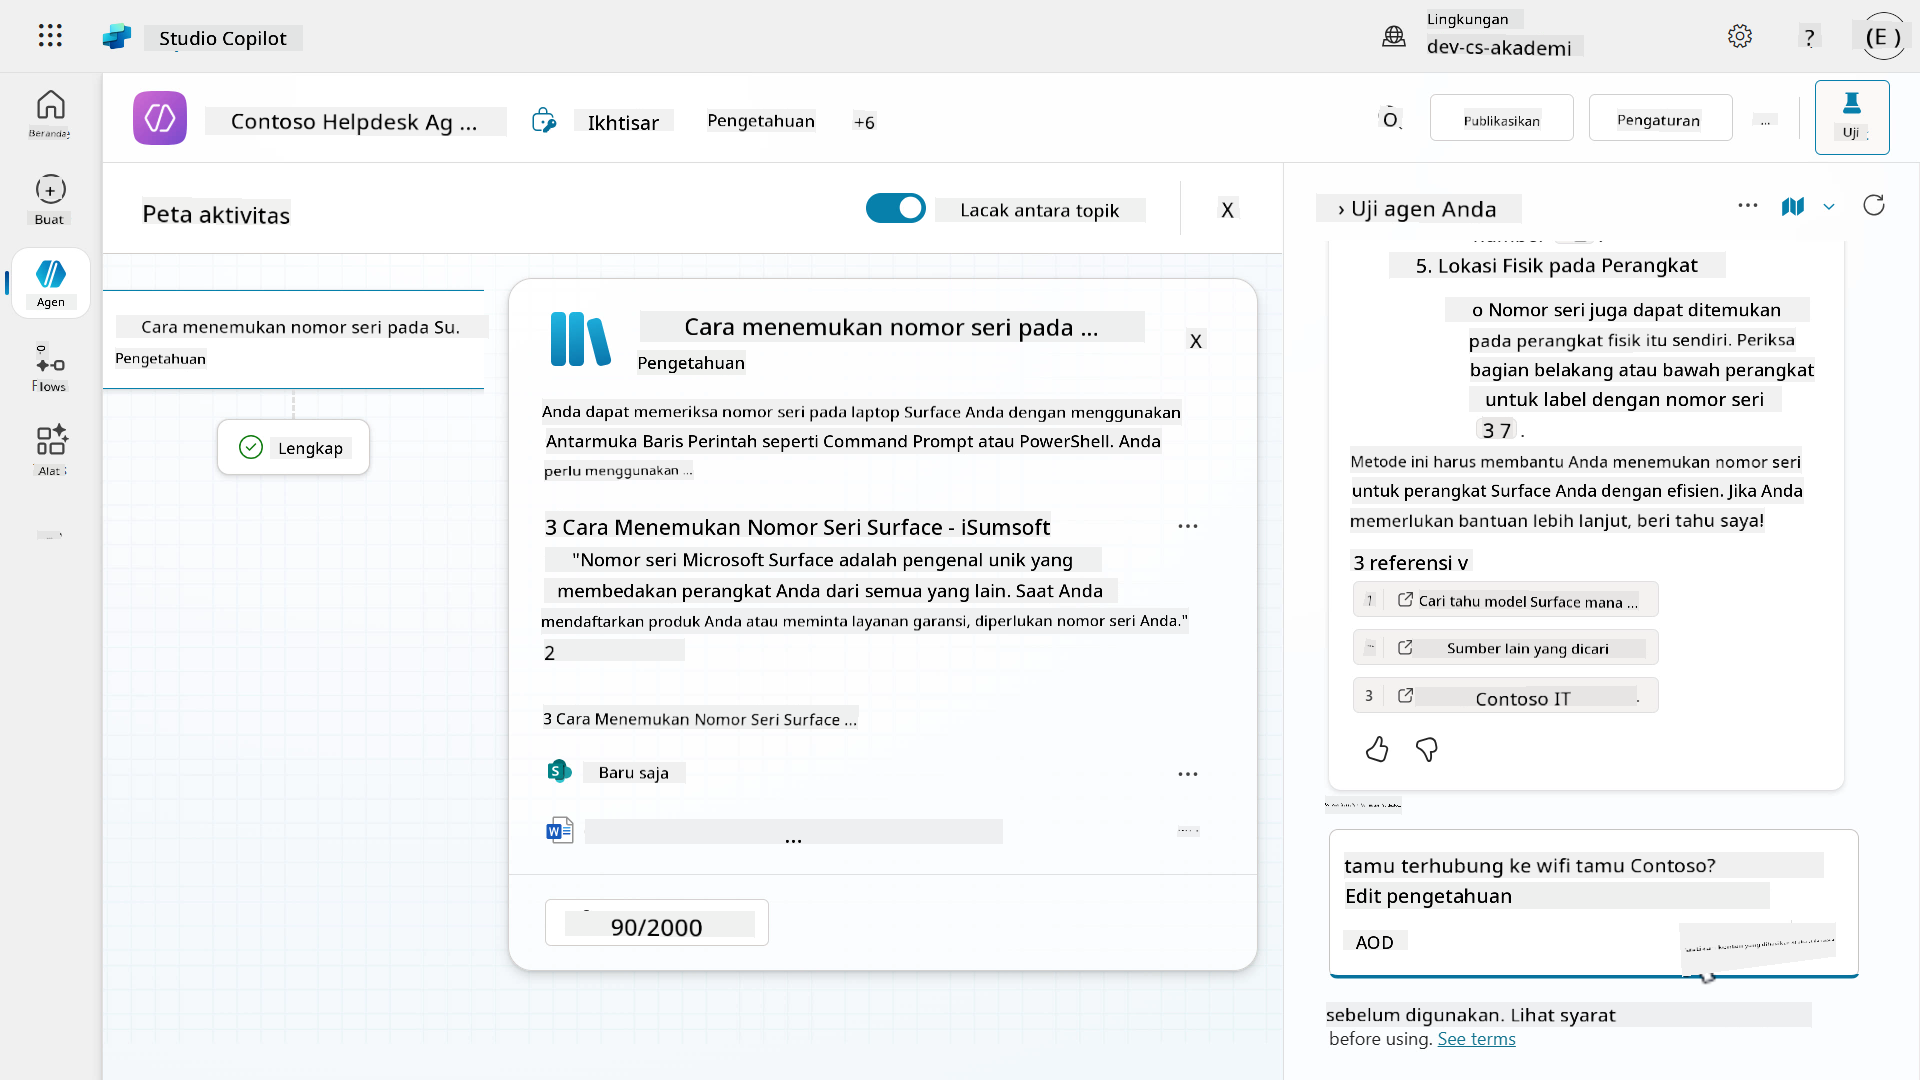 Studio Copilot
Lingkungan
dev-cs-akademi
?
(E )
Beranda
Buat
Agen
Flows
Alat
Contoso Helpdesk Ag ...
Ikhtisar
Pengetahuan
+6
Publikasikan
Pengaturan
...
Uji
Peta aktivitas
Lacak antara topik
X
Cara menemukan nomor seri pada Su.
Pengetahuan
Lengkap
Cara menemukan nomor seri pada ...
Pengetahuan
X
Anda dapat memeriksa nomor seri pada laptop Surface Anda dengan menggunakan
Antarmuka Baris Perintah seperti Command Prompt atau PowerShell. Anda
perlu menggunakan ...
3 Cara Menemukan Nomor Seri Surface - iSumsoft
"Nomor seri Microsoft Surface adalah pengenal unik yang
membedakan perangkat Anda dari semua yang lain. Saat Anda
mendaftarkan produk Anda atau meminta layanan garansi, diperlukan nomor seri Anda."
2
3 Cara Menemukan Nomor Seri Surface ...
Baru saja
...
90/2000
› Uji agen Anda
5. Lokasi Fisik pada Perangkat
o Nomor seri juga dapat ditemukan
pada perangkat fisik itu sendiri. Periksa
bagian belakang atau bawah perangkat
untuk label dengan nomor seri
3 7 .
Metode ini harus membantu Anda menemukan nomor seri
untuk perangkat Surface Anda dengan efisien. Jika Anda
memerlukan bantuan lebih lanjut, beri tahu saya!
3 referensi v
1 Cari tahu model Surface mana ...
Sumber lain yang dicari
3 Contoso IT .
tamu terhubung ke wifi tamu Contoso?
Edit pengetahuan
AOD
sebelum digunakan. Lihat syarat
before using. See terms